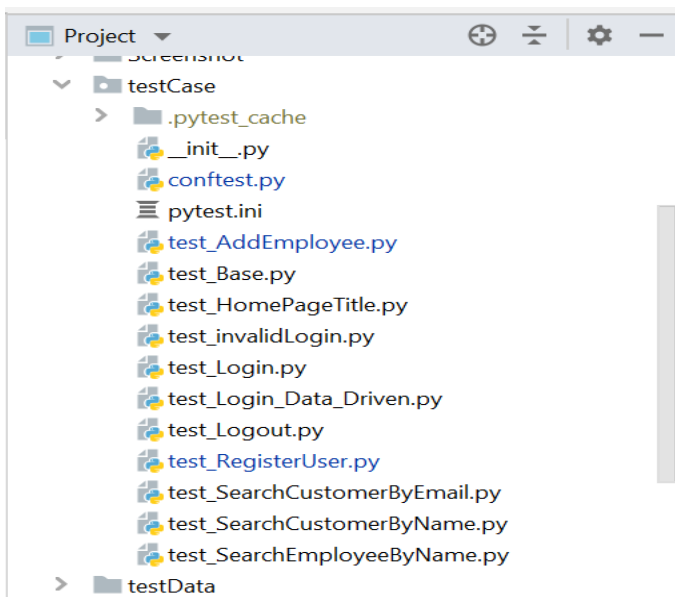 Project
Screenshot
testCase
.pytest_cache
__init__.py
conftest.py
pytest.ini
test_AddEmployee.py
test_Base.py
test_HomePageTitle.py
test_invalidLogin.py
test_Login.py
test_Login_Data_Driven.py
test_Logout.py
test_RegisterUser.py
test_SearchCustomerByEmail.py
test_SearchCustomerByName.py
test_SearchEmployeeByName.py
testData